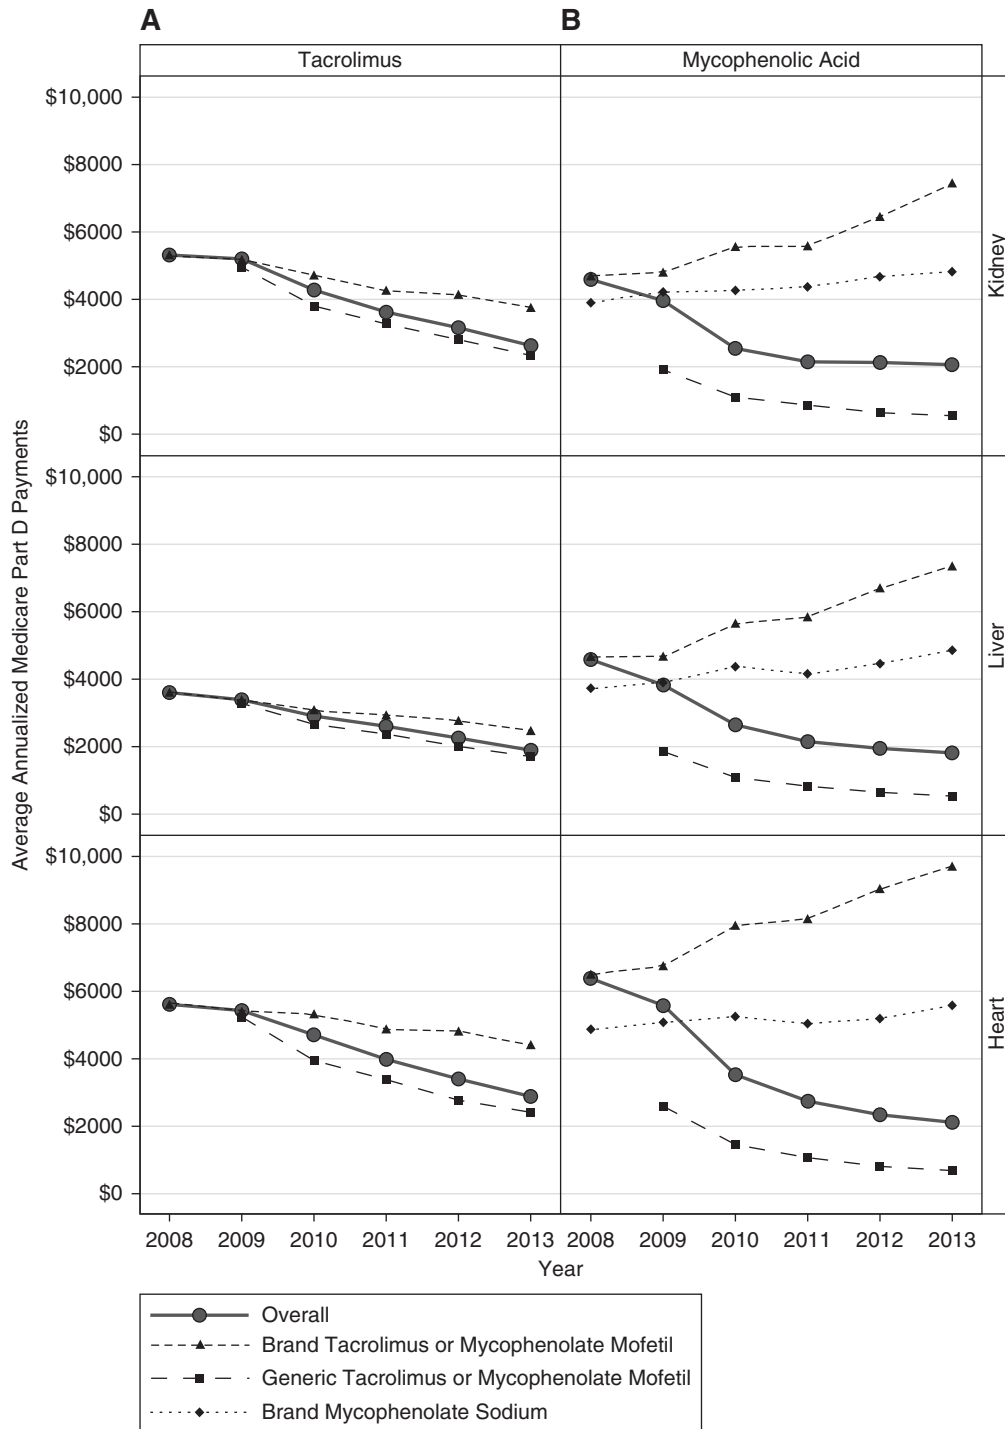 A
B
Tacrolimus
Mycophenolic Acid
Average Annualized Medicare Part D Payments
$10,000
$8000
$6000
$4000
$2000
$0
Kidney
$10,000
$8000
$6000
$4000
$2000
$0
Liver
$10,000
$8000
$6000
$4000
$2000
$0
Heart
2008 2009 2010 2011 2012 2013
2008 2009 2010 2011 2012 2013
Year
Overall
Brand Tacrolimus or Mycophenolate Mofetil
Generic Tacrolimus or Mycophenolate Mofetil
Brand Mycophenolate Sodium